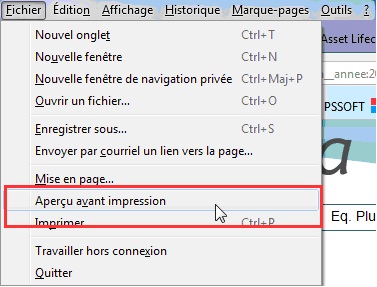 Fichier Édition Affichage Historique Marque-pages Outils ?
Nouvel onglet Ctrl+T
Asset Lifec
Nouvelle fenêtre Ctrl+N
Nouvelle fenêtre de navigation privée Ctrl+Maj+P
_annee:20
Ouvrir un fichier... Ctrl+O
PSSOFT
Enregistrer sous... Ctrl+S
Envoyer par courriel un lien vers la page...
a
Mise en page...
Aperçu avant impression
Eq. Plu
Imprimer Ctrl+P
Travailler hors connexion
Quitter